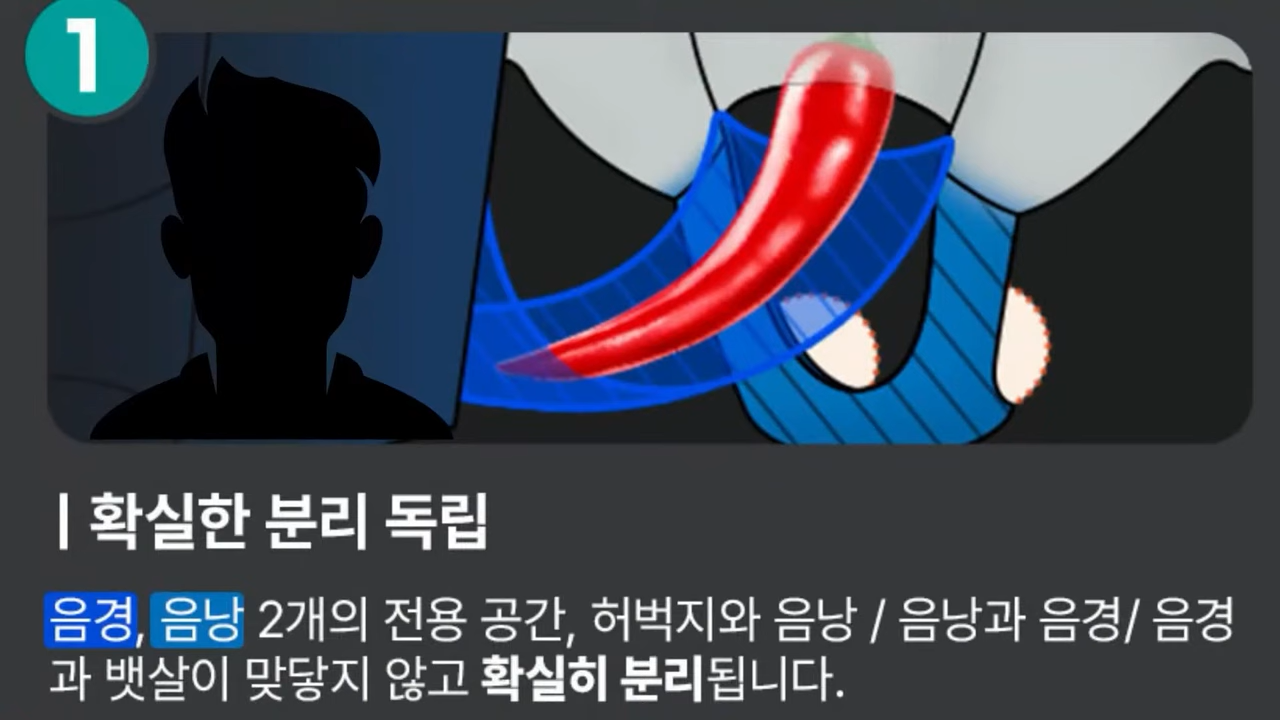 1
| 확실한 분리 독립
음경, 음낭 2개의 전용 공간, 허벅지와 음낭 / 음낭과 음경/ 음경
과 뱃살이 맞닿지 않고 확실히 분리됩니다.